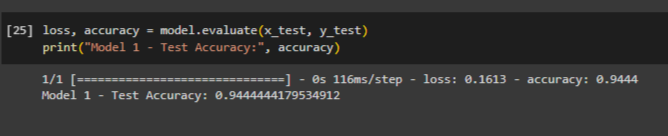 [25] loss, accuracy = model.evaluate(x_test, y_test)
print("Model 1 - Test Accuracy:", accuracy)
1/1 [==============================] - 0s 116ms/step - loss: 0.1613 - accuracy: 0.9444
Model 1 - Test Accuracy: 0.9444444179534912